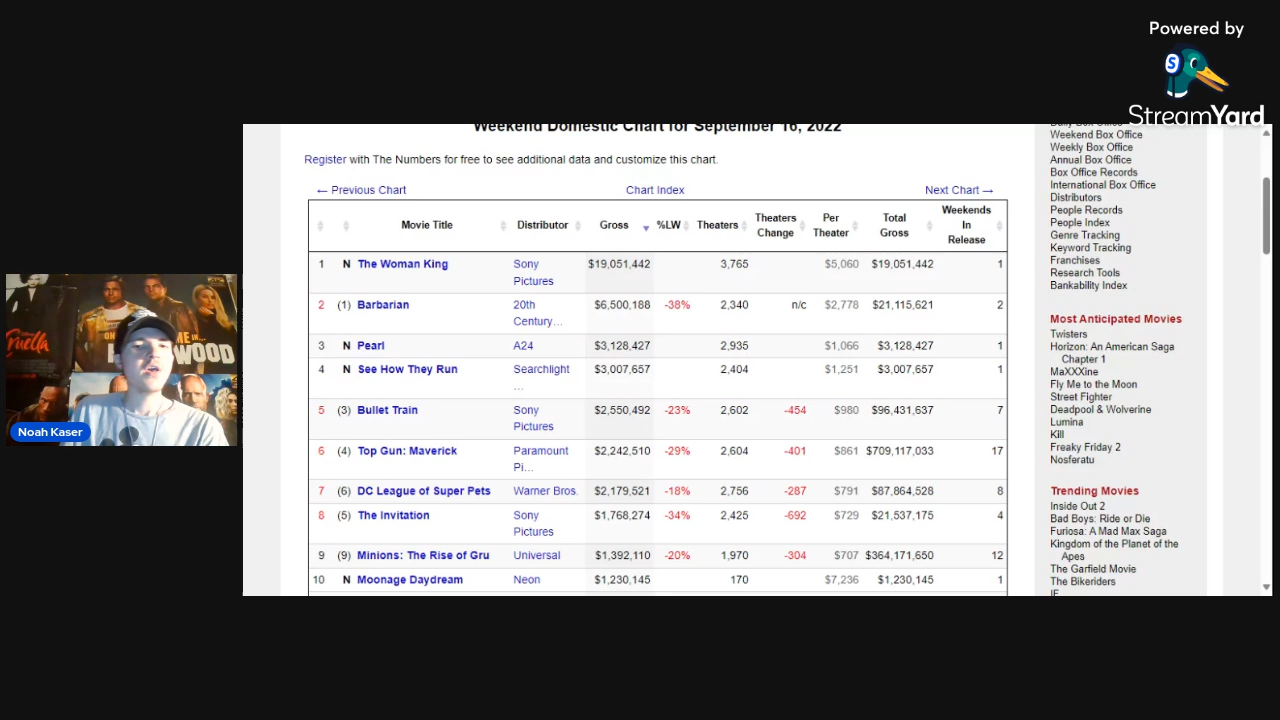 Powered by
S
StreamYard
Weekend Domestic Chart for September 16, 2022
Register with The Numbers for free to see additional data and customize this chart.
← Previous Chart Chart Index Next Chart →
Movie Title Distributor Gross %LW Theaters Theaters Change Per Theater Total Gross Weekends In Release
1 N The Woman King Sony Pictures $19,051,442 3,765 $5,060 $19,051,442 1
2 (1) Barbarian 20th Century… $6,500,188 -38% 2,340 n/c $2,778 $21,115,621 2
3 N Pearl A24 $3,128,427 2,935 $1,066 $3,128,427 1
4 N See How They Run Searchlight … $3,007,657 2,404 $1,251 $3,007,657 1
5 (3) Bullet Train Sony Pictures $2,550,492 -23% 2,602 -454 $980 $96,431,637 7
6 (4) Top Gun: Maverick Paramount Pi… $2,242,510 -29% 2,604 -401 $861 $709,117,033 17
7 (6) DC League of Super Pets Warner Bros. $2,179,521 -18% 2,756 -287 $791 $87,864,528 8
8 (5) The Invitation Sony Pictures $1,768,274 -34% 2,425 -692 $729 $21,537,175 4
9 (9) Minions: The Rise of Gru Universal $1,392,110 -20% 1,970 -304 $707 $364,171,650 12
10 N Moonage Daydream Neon $1,230,145 170 $7,236 $1,230,145 1
Weekend Box Office
Weekly Box Office
Annual Box Office
Box Office Records
International Box Office
Distributors
People Records
People Index
Genre Tracking
Keyword Tracking
Franchises
Research Tools
Bankability Index
Most Anticipated Movies
Twisters
Horizon: An American Saga
Chapter 1
MaXXXine
Fly Me to the Moon
Street Fighter
Deadpool & Wolverine
Lumina
Kill
Freaky Friday 2
Nosferatu
Trending Movies
Inside Out 2
Bad Boys: Ride or Die
Furiosa: A Mad Max Saga
Kingdom of the Planet of the
Apes
The Garfield Movie
The Bikeriders
IF
Cruella
Noah Kaser